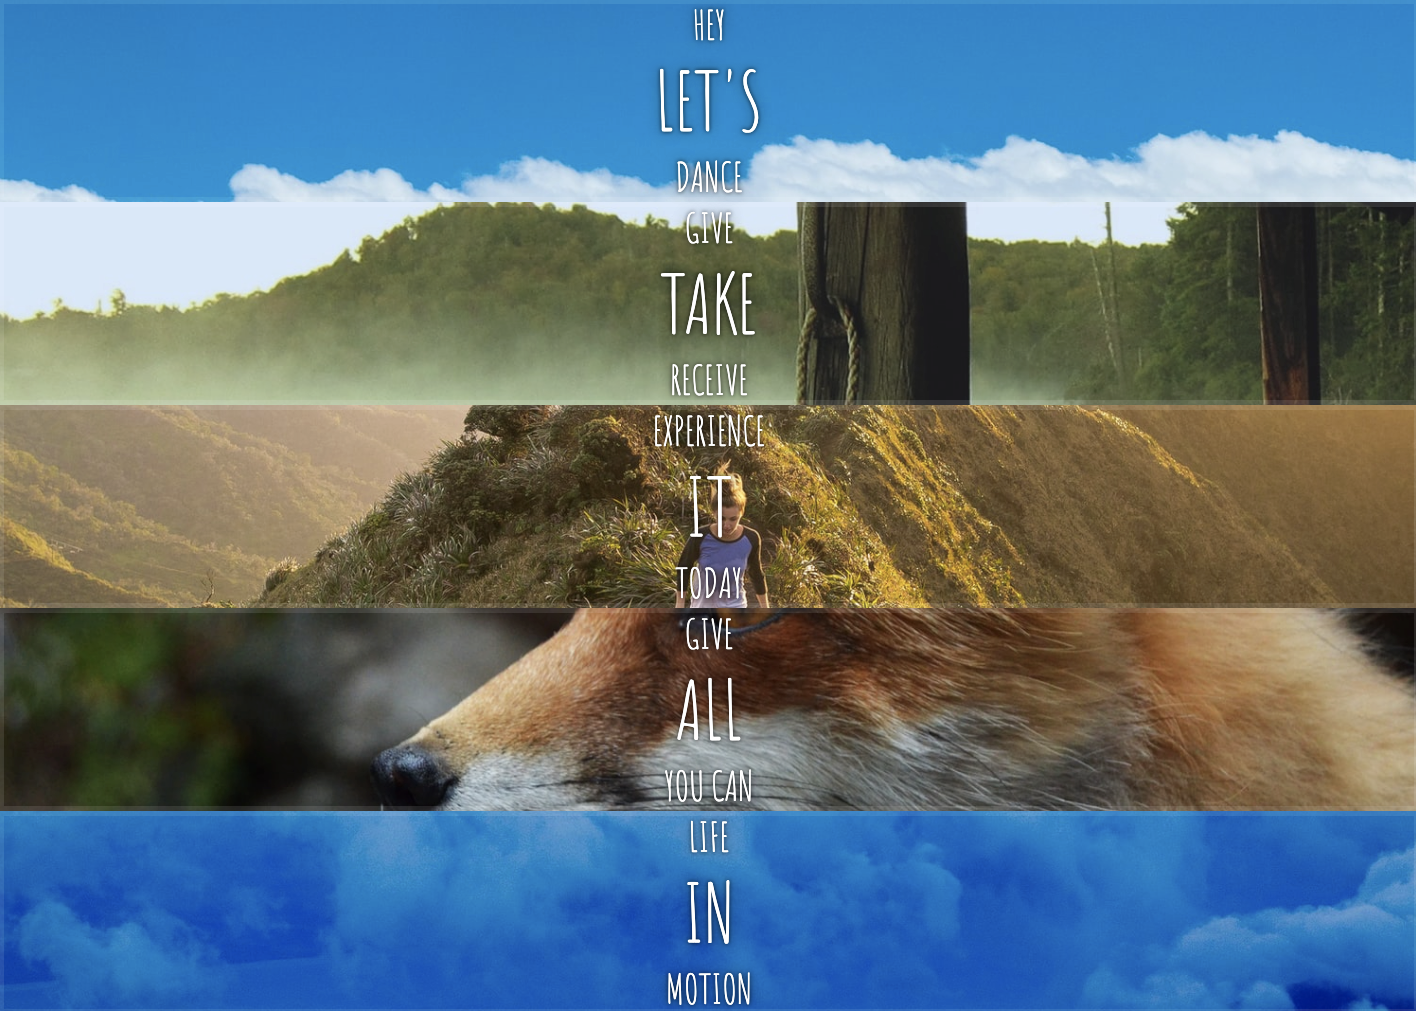 HEY
LET'S
DANCE
GIVE
TAKE
RECEIVE
EXPERIENCE
IT
TODAY
GIVE
ALL
YOU CAN
LIFE
IN
MOTION